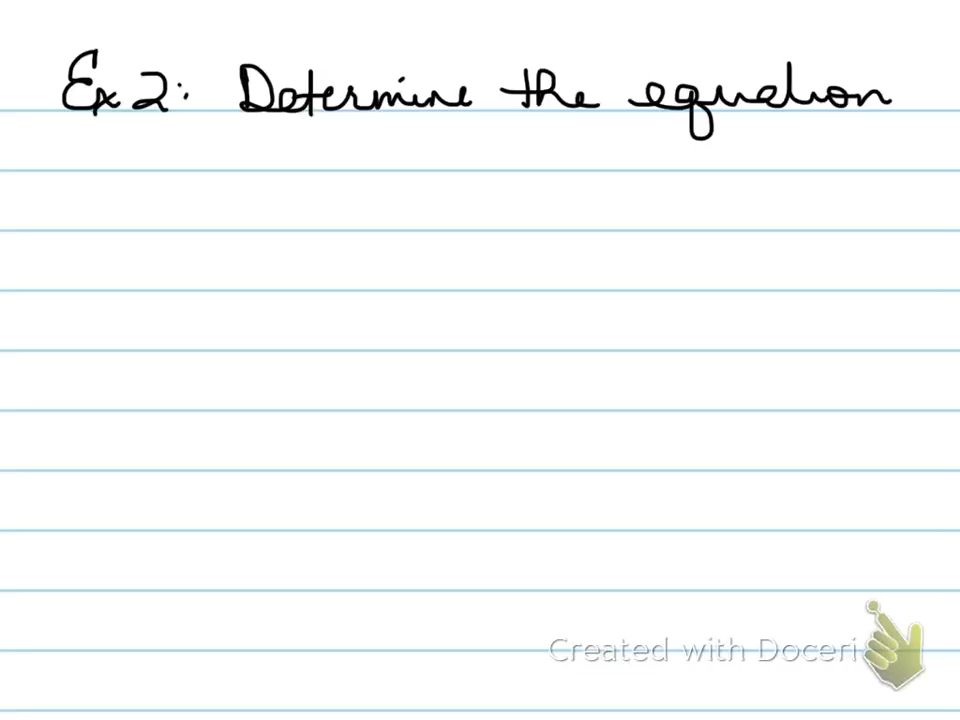 Ex 2: Determine the equation
Created with Doceri